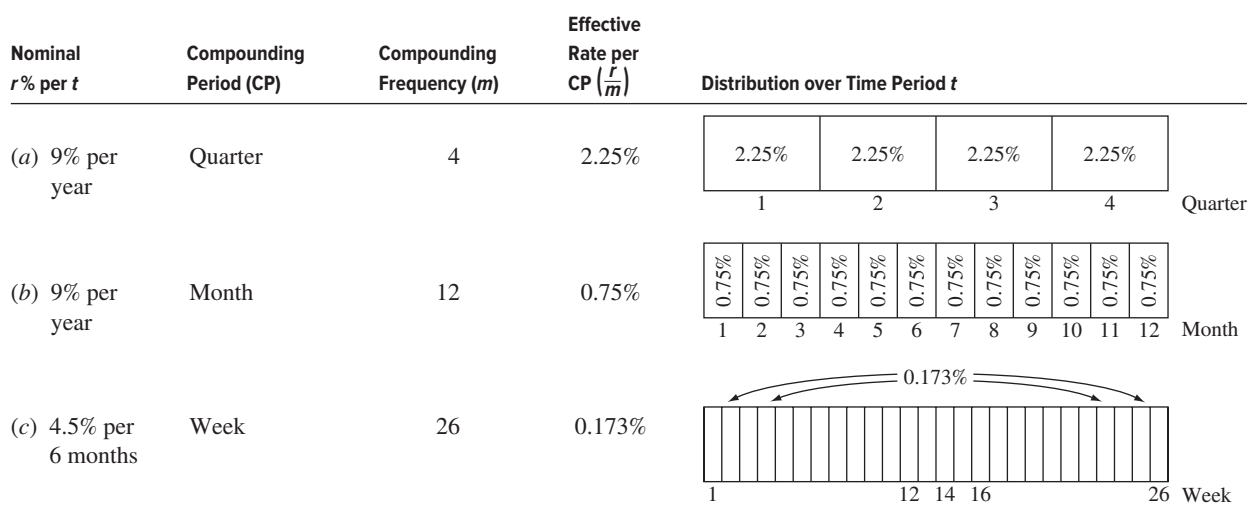 Effective
Nominal Compounding Compounding Rate per
r% per t Period (CP) Frequency (m) CP (r/m) Distribution over Time Period t
(a) 9% per Quarter 4 2.25% 2.25% 2.25% 2.25% 2.25%
year
1 2 3 4 Quarter
(b) 9% per Month 12 0.75% 0.75% 0.75% 0.75% 0.75% 0.75% 0.75% 0.75% 0.75% 0.75% 0.75% 0.75% 0.75%
year
1 2 3 4 5 6 7 8 9 10 11 12 Month
0.173%
(c) 4.5% per Week 26 0.173%
6 months
1 12 14 16 26 Week